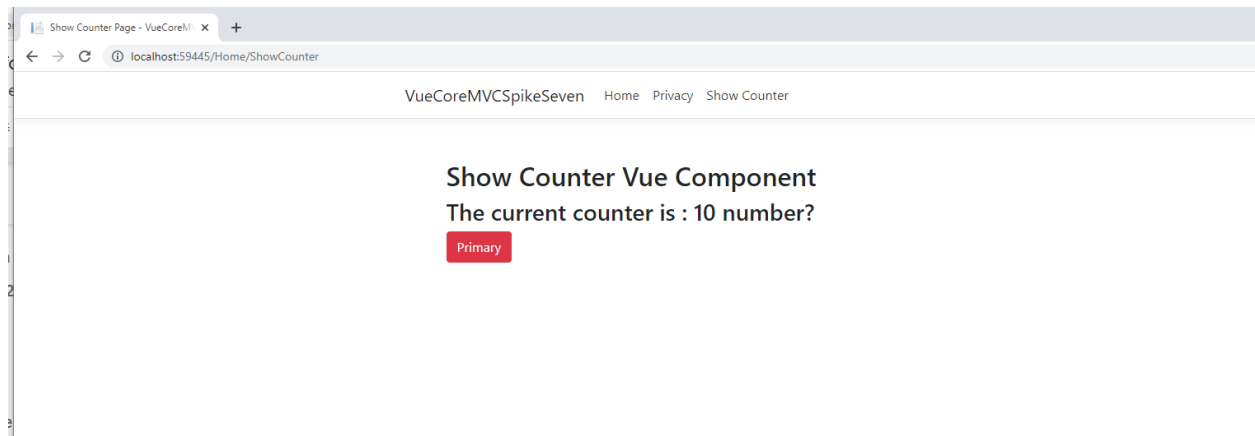 Show Counter Page - VueCoreM
localhost:59445/Home/ShowCounter
VueCoreMVCSpikeSeven Home Privacy Show Counter
Show Counter Vue Component
The current counter is : 10 number?
Primary